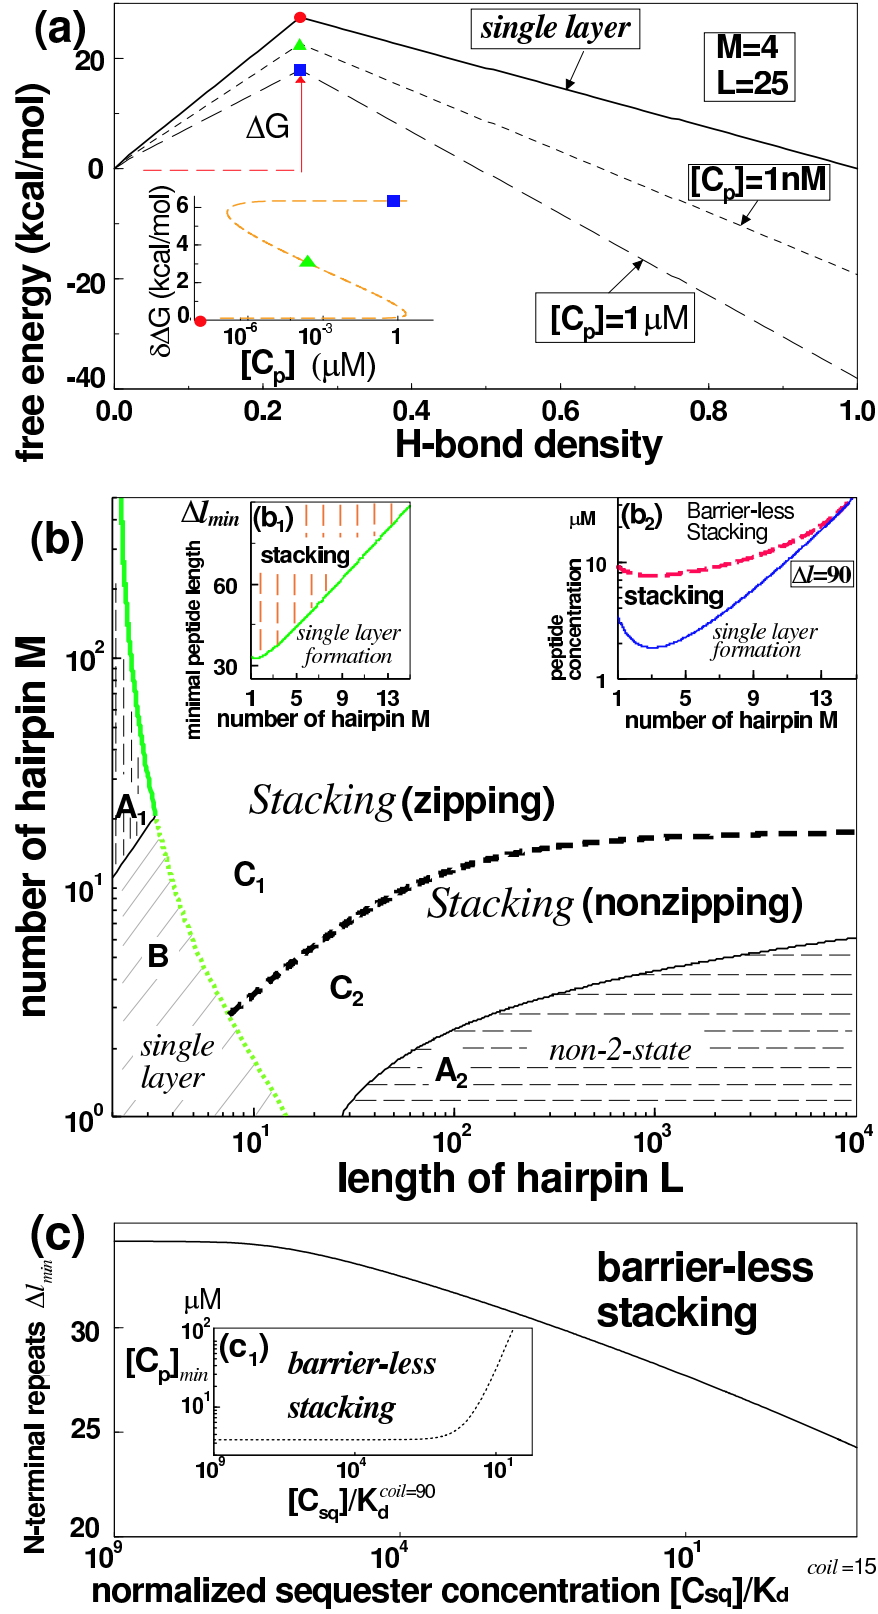 (a)
free energy (kcal/mol)
20
0
-20
-40
single layer
M=4
L=25
ΔG
[Cp]=1nM
[Cp]=1 μM
δΔG (kcal/mol)
6
4
2
0
10⁻⁶
10⁻³
1
[Cp] (μM)
0.0
0.2
0.4
0.6
0.8
1.0
H-bond density
(b)
number of hairpin M
10²
10¹
10⁰
Δlmin
(b₁)
stacking
minimal peptide length
60
30
single layer
formation
1
5
9
13
number of hairpin M
μM
(b₂)
Barrier-less
Stacking
10
1
Δl=90
stacking
peptide
concentration
single layer
formation
1
5
9
13
number of hairpin M
A₁
Stacking (zipping)
C₁
Stacking (nonzipping)
B
C₂
single
layer
A₂
non-2-state
10¹
10²
10³
10⁴
length of hairpin L
(c)
N-terminal repeats Δlmin
30
25
20
barrier-less
stacking
μM
10²
10¹
[Cp]min
(c₁)
barrier-less
stacking
10⁹
10⁴
10¹
[Csq]/Kd coil=90
10⁹
10⁴
10¹
normalized sequester concentration [Csq]/Kd coil=15